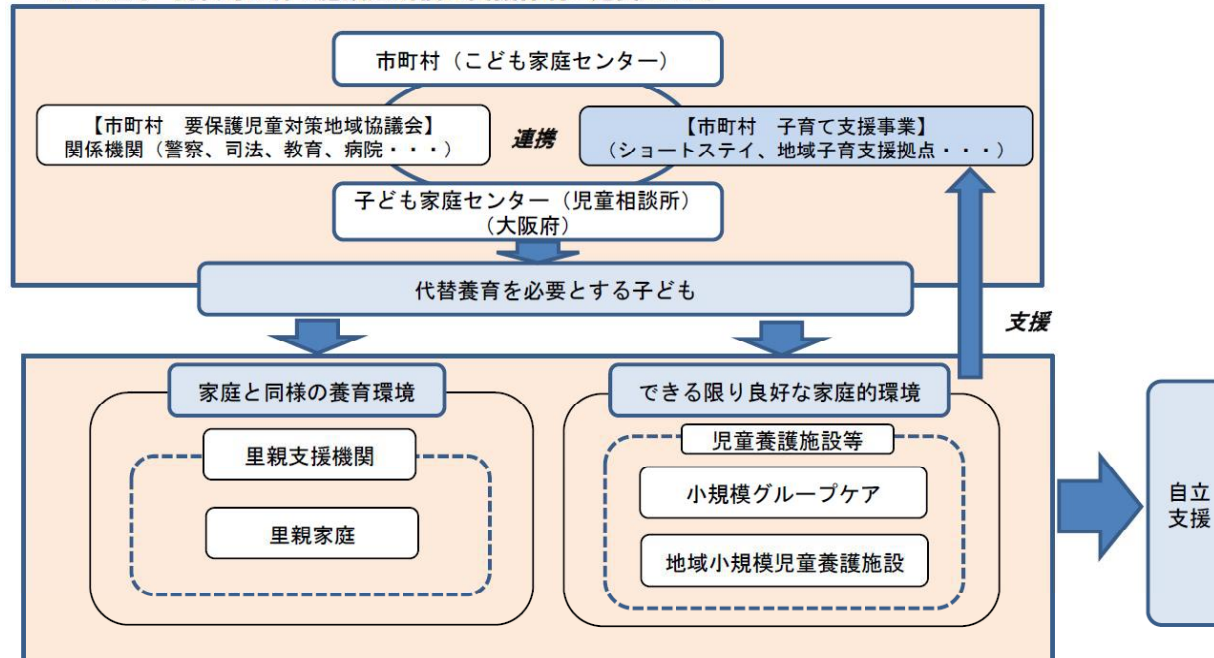 市町村（こども家庭センター）
【市町村　要保護児童対策地域協議会】
関係機関（警察、司法、教育、病院・・・）
連携
【市町村　子育て支援事業】
（ショートステイ、地域子育支援拠点・・・）
子ども家庭センター（児童相談所）
（大阪府）
代替養育を必要とする子ども
支援
家庭と同様の養育環境
里親支援機関
里親家庭
できる限り良好な家庭的環境
児童養護施設等
小規模グループケア
地域小規模児童養護施設
自立
支援